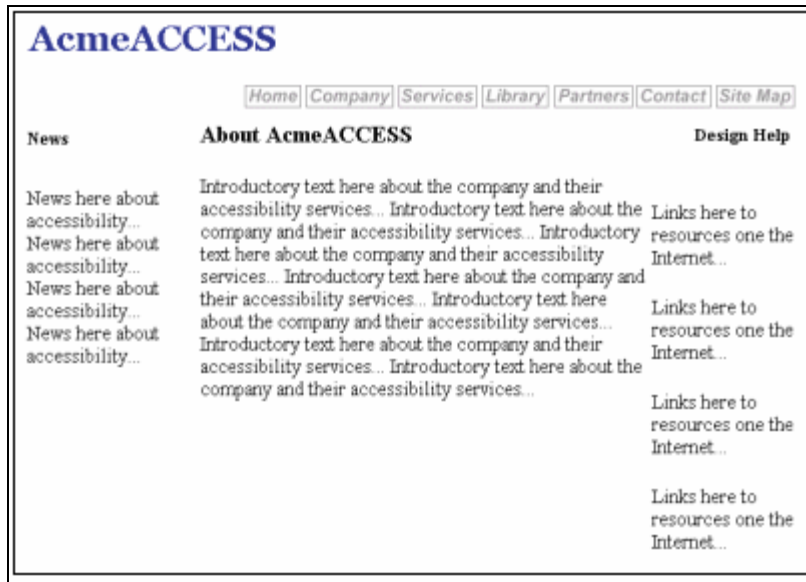 AcmeACCESS
Home Company Services Library Partners Contact Site Map
News
News here about
accessibility...
News here about
accessibility...
News here about
accessibility...
News here about
accessibility...
About AcmeACCESS
Introductory text here about the company and their
accessibility services... Introductory text here about the
company and their accessibility services... Introductory
text here about the company and their accessibility
services... Introductory text here about the company and
their accessibility services... Introductory text here
about the company and their accessibility services...
Introductory text here about the company and their
accessibility services... Introductory text here about the
company and their accessibility services...
Design Help
Links here to
resources one the
Internet...
Links here to
resources one the
Internet...
Links here to
resources one the
Internet...
Links here to
resources one the
Internet...